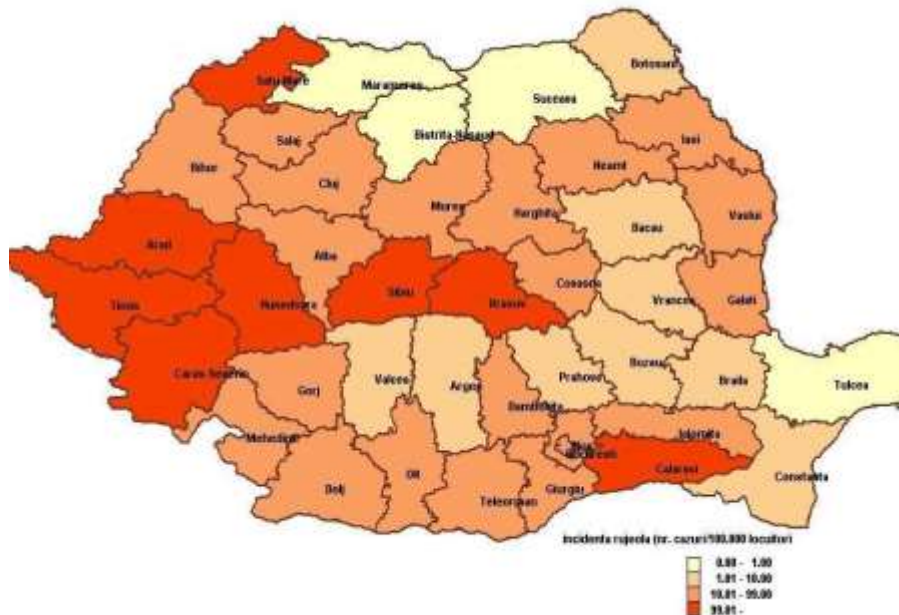 Satu Mare
Maramures
Suceava
Botosani
Bistrita-Nasaud
Salaj
Bihor
Cluj
Neamt
Iasi
Mures
Harghita
Bacau
Vaslui
Arad
Alba
Timis
Hunedoara
Sibiu
Brasov
Covasna
Vrancea
Galati
Caras-Severin
Gorj
Valcea
Arges
Prahova
Buzau
Braila
Tulcea
Dambovita
Mehedinti
Ialomita
Bucuresti
Calarasi
Constanta
Dolj
Olt
Teleorman
Giurgiu
incidenta rujeola (nr. cazuri/100.000 locuitori
0.00 - 1.00
1.01 - 10.00
10.01 - 99.00
99.01 -